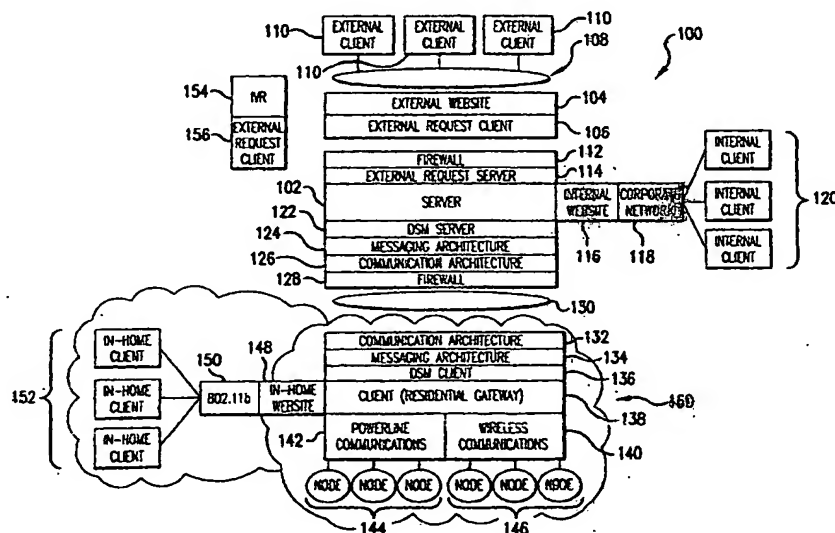 110
EXTERNAL CLIENT
EXTERNAL CLIENT
EXTERNAL CLIENT
110
110
108
100
154
IVR
156
EXTERNAL REQUEST CLIENT
EXTERNAL WEBSITE
104
EXTERNAL REQUEST CLIENT
106
FIREWALL
112
EXTERNAL REQUEST SERVER
114
102
SERVER
INTERNAL WEBSITE
116
CORPORATE NETWORK
118
INTERNAL CLIENT
INTERNAL CLIENT
INTERNAL CLIENT
120
122
DSM SERVER
124
MESSAGING ARCHITECTURE
126
COMMUNICATION ARCHITECTURE
128
FIREWALL
130
COMMUNICATION ARCHITECTURE
132
MESSAGING ARCHITECTURE
134
DSM CLIENT
136
CLIENT (RESIDENTIAL GATEWAY)
138
160
152
IN-HOME CLIENT
IN-HOME CLIENT
IN-HOME CLIENT
150
802.11b
148
IN-HOME WEBSITE
142
POWERLINE COMMUNICATIONS
WIRELESS COMMUNICATIONS
140
NODE
NODE
NODE
NODE
NODE
NODE
144
146